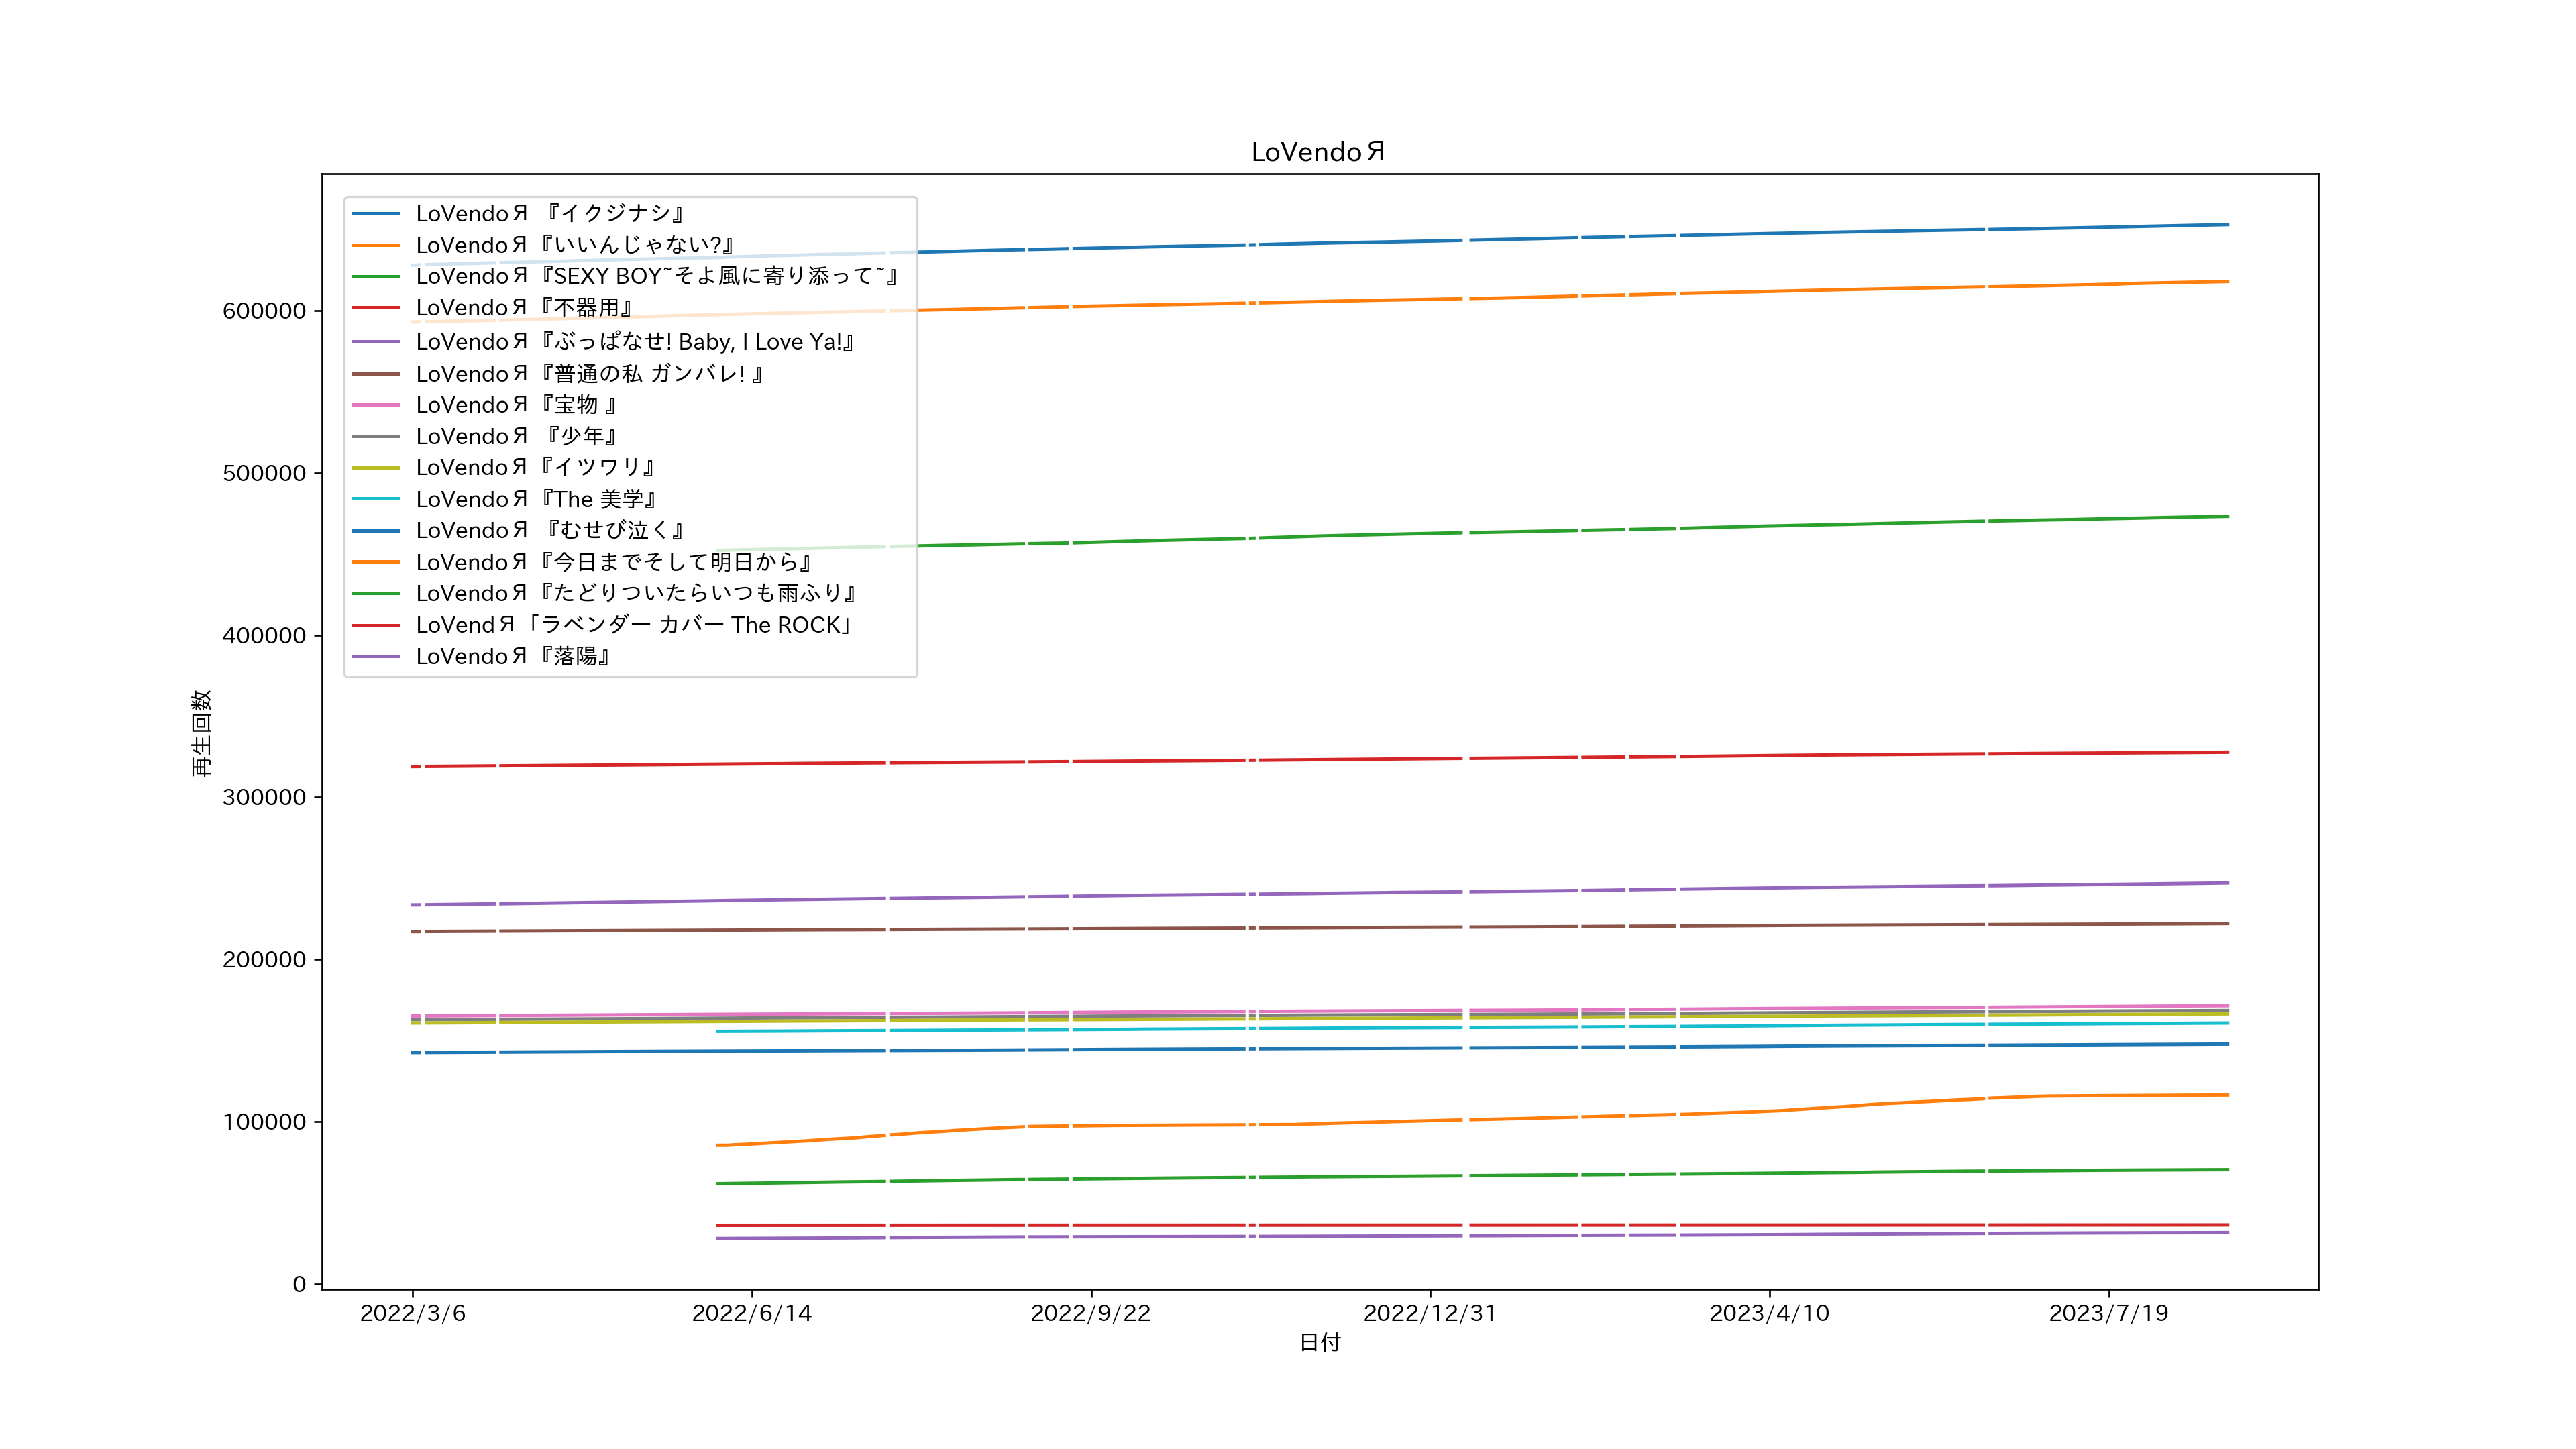 LoVendoЯ
LoVendoЯ 『イクジナシ』
LoVendoЯ『いいんじゃない?』
LoVendoЯ『SEXY BOY~そよ風に寄り添って~』
LoVendoЯ『不器用』
LoVendoЯ『ぶっぱなせ! Baby, I Love Ya!』
LoVendoЯ『普通の私 ガンバレ! 』
LoVendoЯ『宝物 』
LoVendoЯ 『少年』
LoVendoЯ『イツワリ』
LoVendoЯ『The 美学』
LoVendoЯ 『むせび泣く』
LoVendoЯ『今日までそして明日から』
LoVendoЯ『たどりついたらいつも雨ふり』
LoVendЯ「ラベンダー カバー The ROCK」
LoVendoЯ『落陽』
600000
500000
400000
300000
200000
100000
0
再生回数
2022/3/6 2022/6/14 2022/9/22 2022/12/31 2023/4/10 2023/7/19
日付